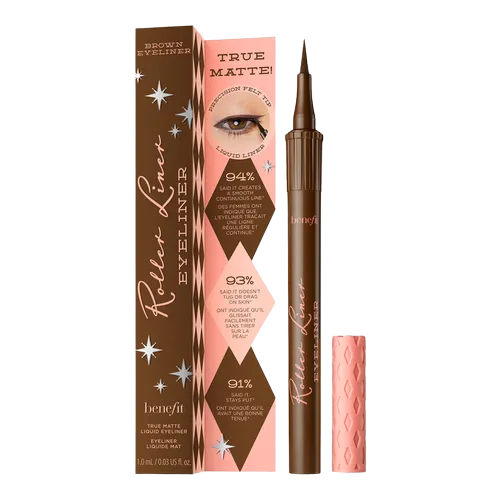 BROWN
EYELINER
Roller Liner
EYELINER
benefit
TRUE MATTE
LIQUID EYELINER
EYELINER
LIQUIDE MAT
1.0 mL / 0.03 US fl. oz.
TRUE
MATTE!
PRECISION FELT TIP
LIQUID LINER
94%
SAID IT CREATES
A SMOOTH
CONTINUOUS LINE*
DES FEMMES ONT
INDIQUÉ QUE
L'EYELINER TRAÇAIT
UNE LIGNE
RÉGULIÈRE ET
CONTINUE*
93%
SAID IT DOESN'T
TUG OR DRAG
ON SKIN*
ONT INDIQUÉ QU'IL
GLISSAIT
FACILEMENT
SANS TIRER
SUR LA
PEAU*
91%
SAID IT
STAYS PUT*
ONT INDIQUÉ QU'IL
AVAIT UNE BONNE
TENUE*
benefit
Roller Liner
EYELINER